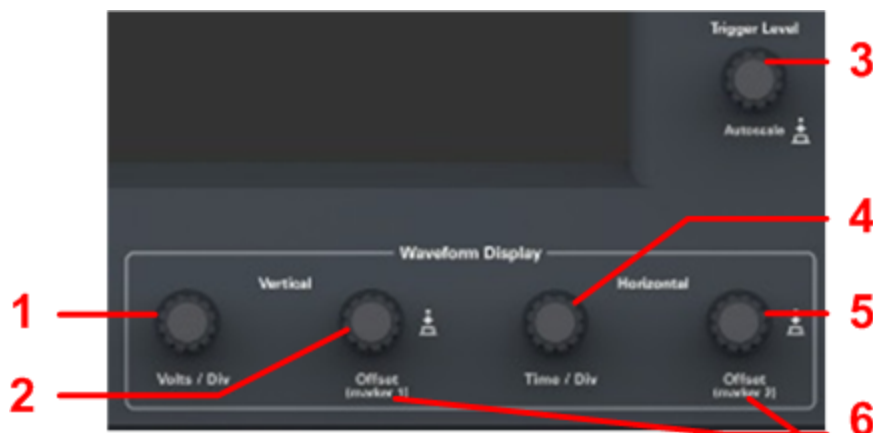 Trigger Level
3
Autoscale
4
Waveform Display
Vertical
Horizontal
1
5
2
Volts / Div
Offset
(marker 1)
Time / Div
Offset
(marker 2)
6